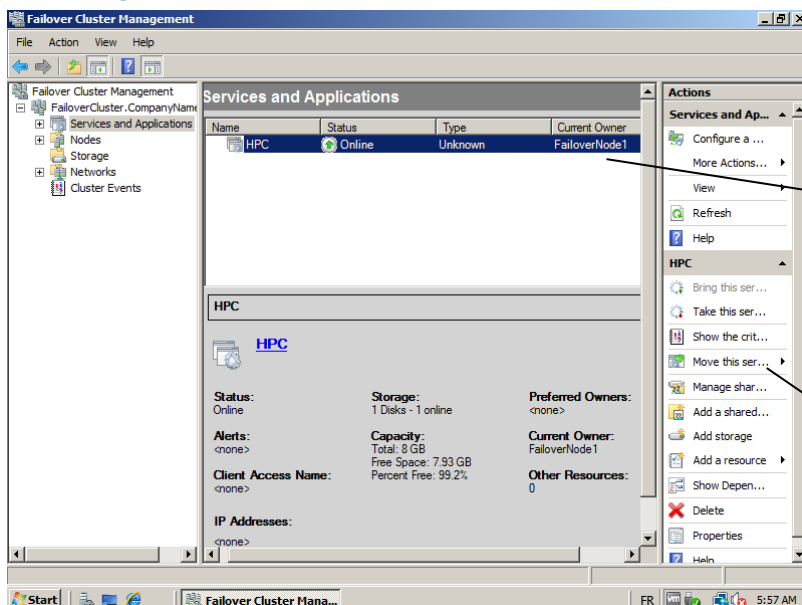 Failover Cluster Management
File Action View Help
Failover Cluster Management
FailoverCluster.CompanyName
Services and Applications
Nodes
Storage
Networks
Cluster Events
Services and Applications
Name Status Type Current Owner
HPC Online Unknown FailoverNode1
HPC
HPC
Status:
Online
Alerts:
<none>
Client Access Name:
<none>
IP Addresses:
<none>
Storage:
1 Disks - 1 online
Capacity:
Total: 8 GB
Free Space: 7.93 GB
Percent Free: 99.2%
Preferred Owners:
<none>
Current Owner:
FailoverNode1
Other Resources:
0
Actions
Services and Ap...
Configure a ...
More Actions...
View
Refresh
Help
HPC
Bring this ser...
Take this ser...
Show the crit...
Move this ser...
Manage shar...
Add a shared...
Add storage
Add a resource
Show Depen...
Delete
Properties
Help
Start Failover Cluster Mana... FR 5:57 AM